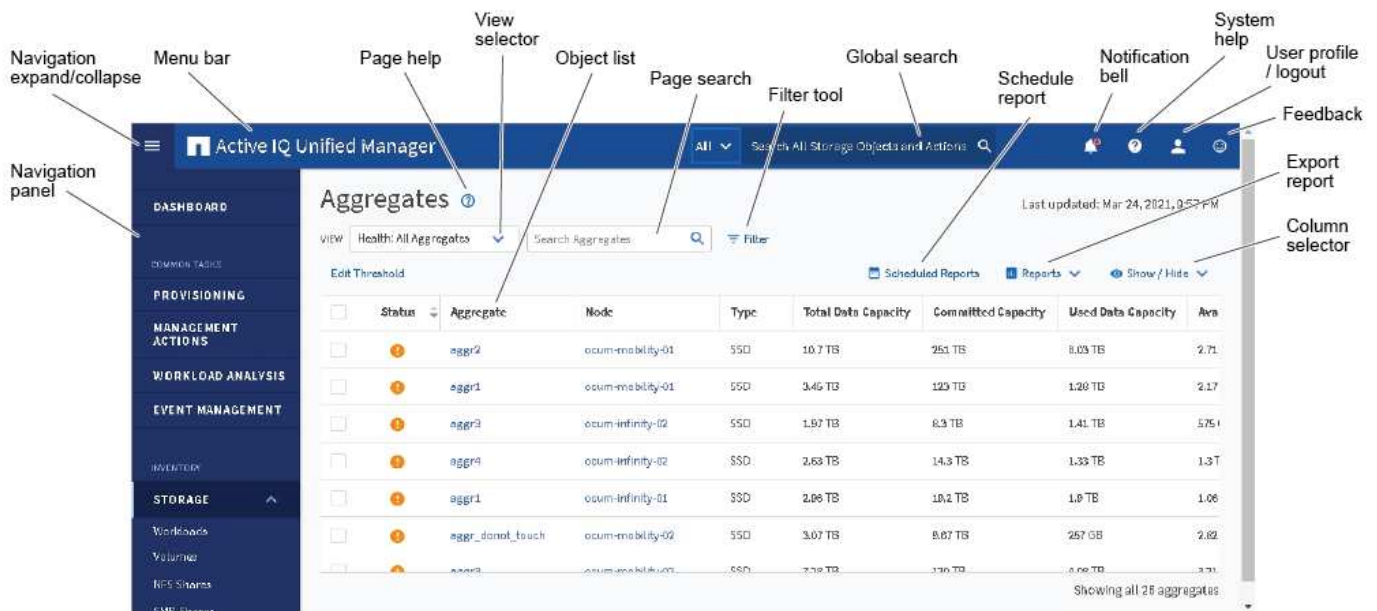 View
selector
System
help
Navigation
expand/collapse
Menu bar
Page help
Object list
Page search
Global search
Filter tool
Schedule
report
Notification
bell
User profile
/ logout
Feedback
Navigation
panel
Export
report
Column
selector
Active IQ Unified Manager
All
Search All Storage Objects and Actions
DASHBOARD
COMMON TASKS
PROVISIONING
MANAGEMENT
ACTIONS
WORKLOAD ANALYSIS
EVENT MANAGEMENT
INVENTORY
STORAGE
Workloads
Volumes
NFS Shares
Aggregates
Last updated: Mar 24, 2021, PM
VIEW Health: All Aggregates Search Aggregates Filter
Edit Threshold Scheduled Reports Reports Show / Hide
Status Aggregate Node Type Total Data Capacity Committed Capacity Used Data Capacity Ava
aggr2 ocum-mobility-01 SSD 10.7 TB 251 TB 8.03 TB 2.71
aggr1 ocum-mobility-01 SSD 3.45 TB 123 TB 1.28 TB 2.17
aggr3 ocum-infinity-02 SSD 1.97 TB 8.3 TB 1.41 TB 575
aggr4 ocum-infinity-02 SSD 2.63 TB 14.3 TB 1.33 TB 1.3 T
aggr1 ocum-infinity-01 SSD 2.96 TB 19.2 TB 1.9 TB 1.06
aggr_donot_touch ocum-mobility-02 SSD 3.07 TB 9.67 TB 257 GB 2.82
Showing all 26 aggregates